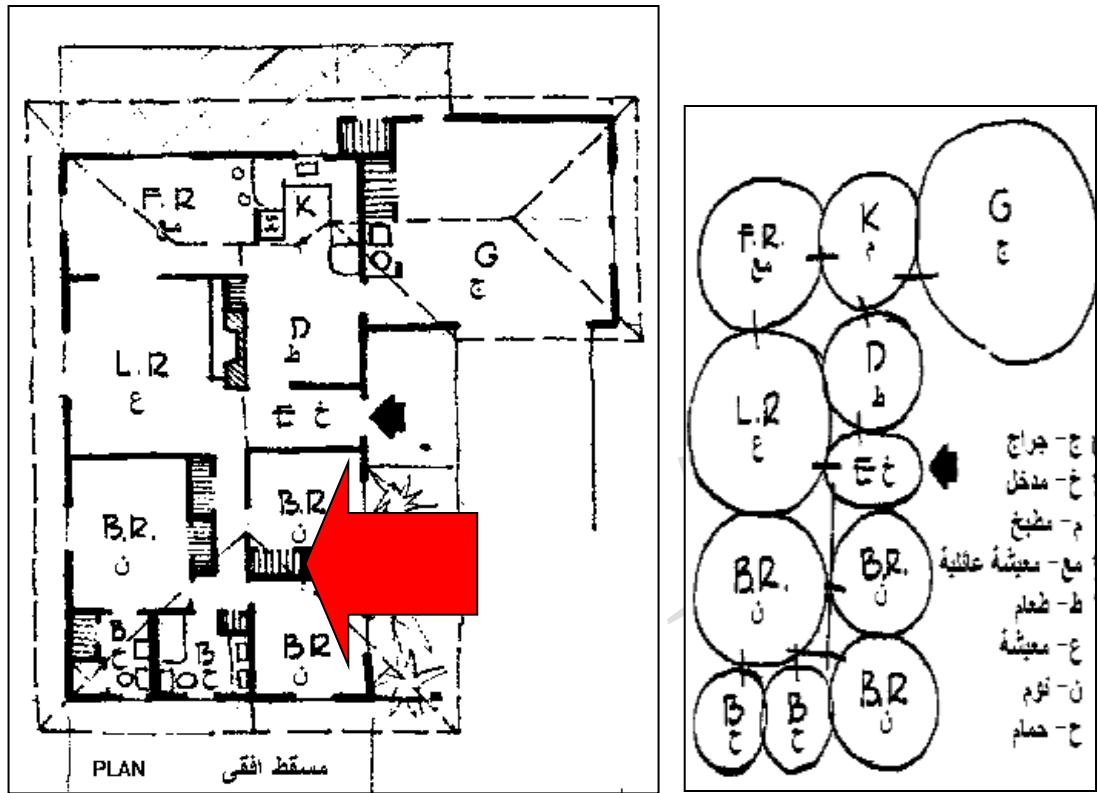 F.R
مع
K
م
G
ج
D
ط
L.R
ع
E خ
B.R.
ن
B.R.
ن
B
ح
B
ح
B.R
ن
PLAN مسقط افقى
F.R.
مع
K
م
G
ج
L.R
ع
D
ط
E خ
B.R.
ن
B.R.
ن
B
ح
B
ح
B.R
ن
ج- جراج
خ- مدخل
م- مطبخ
مع- معيشة عائلية
ط- طعام
ع- معيشة
ن- نوم
ح- حمام